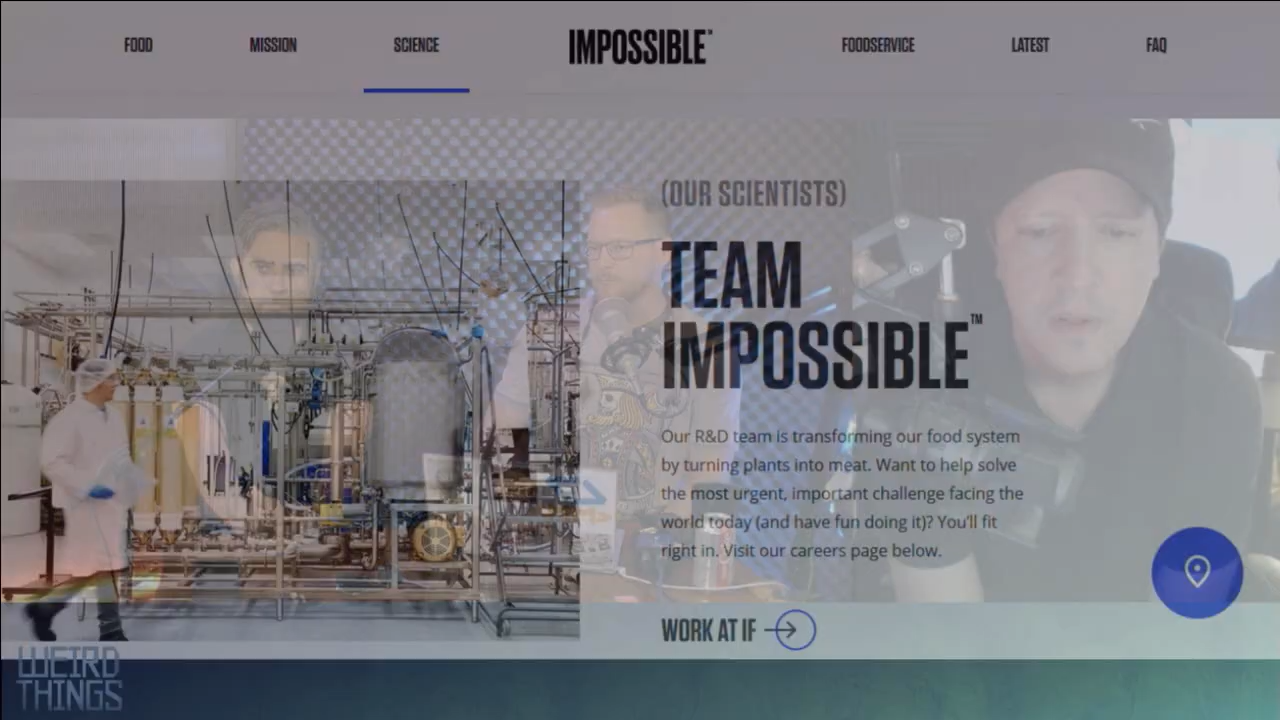 FOOD
MISSION
SCIENCE
IMPOSSIBLE™
FOODSERVICE
LATEST
FAQ
(OUR SCIENTISTS)
TEAM
IMPOSSIBLE™
Our R&D team is transforming our food system
by turning plants into meat. Want to help solve
the most urgent, important challenge facing the
world today (and have fun doing it)? You'll fit
right in. Visit our careers page below.
WORK AT IF
WEIRD
THINGS